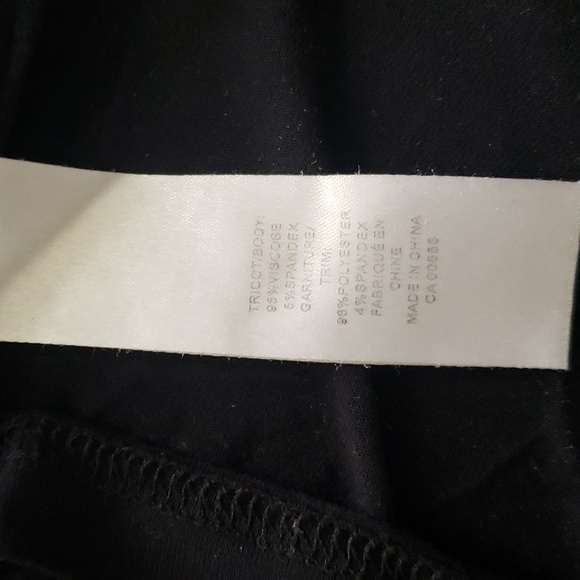 TRICOT/BODY:
95%VISCOSE
5%SPANDEX
GARNITURE/
TRIM:
96%POLYESTER
4%SPANDEX
FABRIQUÉ EN
CHINE
MADE IN CHINA
CA